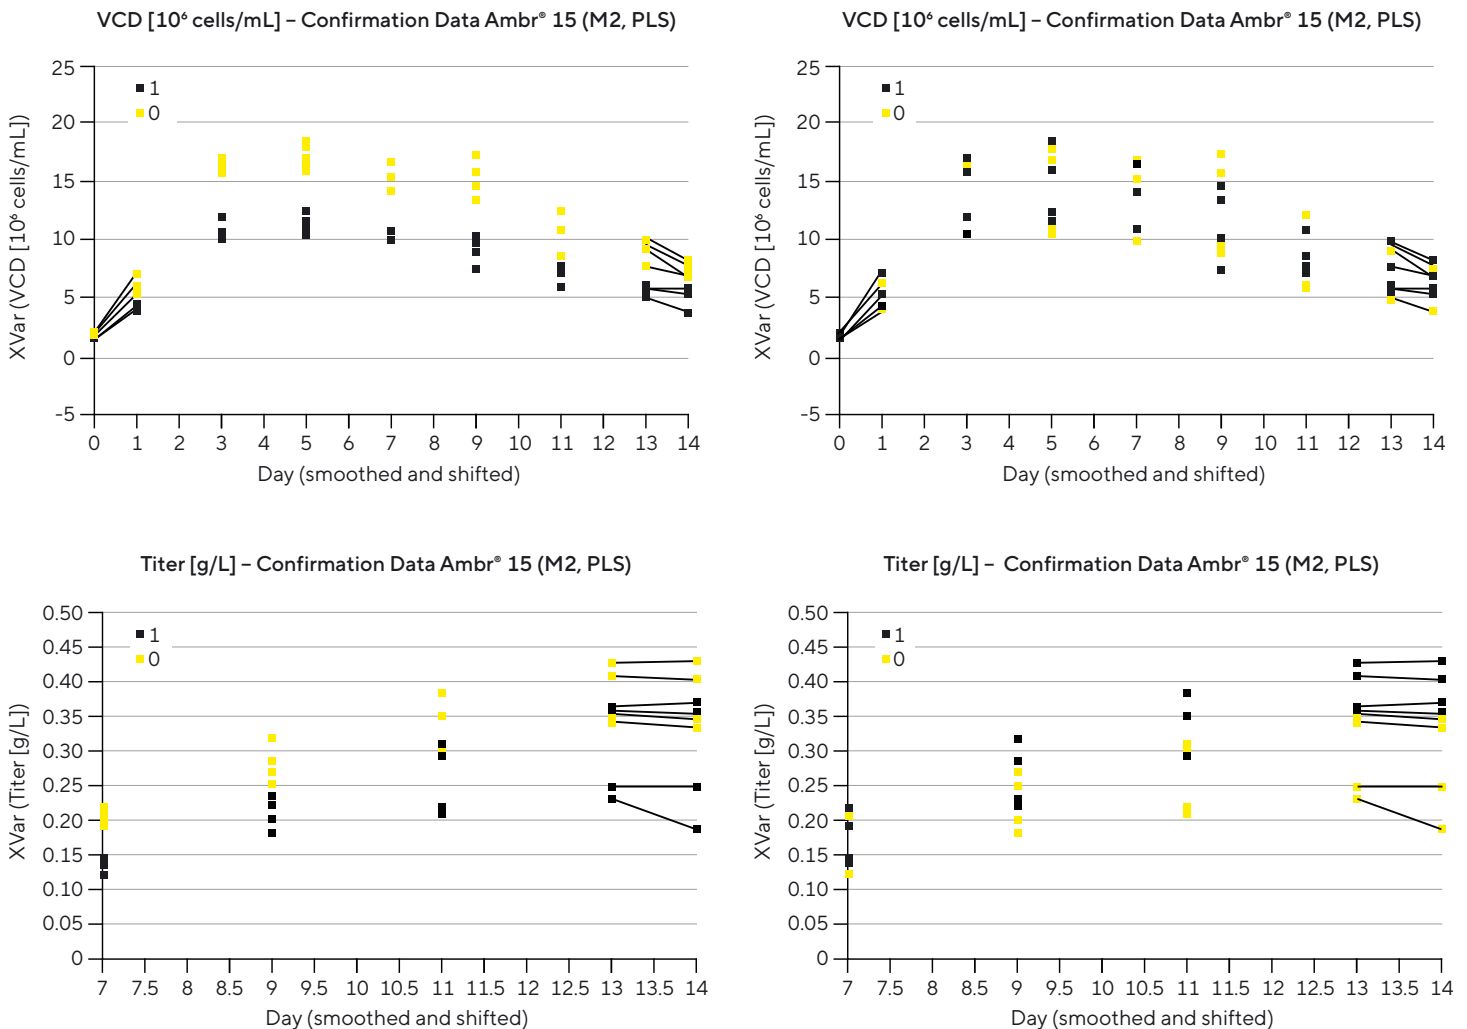 VCD [10⁶ cells/mL] – Confirmation Data Ambr® 15 (M2, PLS)
25
20
15
10
5
0
-5
XVar (VCD [10⁶ cells/mL])
1
0
0 1 2 3 4 5 6 7 8 9 10 11 12 13 14
Day (smoothed and shifted)
VCD [10⁶ cells/mL] – Confirmation Data Ambr® 15 (M2, PLS)
25
20
15
10
5
0
-5
XVar (VCD [10⁶ cells/mL])
1
0
0 1 2 3 4 5 6 7 8 9 10 11 12 13 14
Day (smoothed and shifted)
Titer [g/L] – Confirmation Data Ambr® 15 (M2, PLS)
0.50
0.45
0.40
0.35
0.30
0.25
0.20
0.15
0.10
0.05
0
XVar (Titer [g/L])
1
0
7 7.5 8 8.5 9 9.5 10 10.5 11 11.5 12 12.5 13 13.5 14
Day (smoothed and shifted)
Titer [g/L] – Confirmation Data Ambr® 15 (M2, PLS)
0.50
0.45
0.40
0.35
0.30
0.25
0.20
0.15
0.10
0.05
0
XVar (Titer [g/L])
1
0
7 7.5 8 8.5 9 9.5 10 10.5 11 11.5 12 12.5 13 13.5 14
Day (smoothed and shifted)